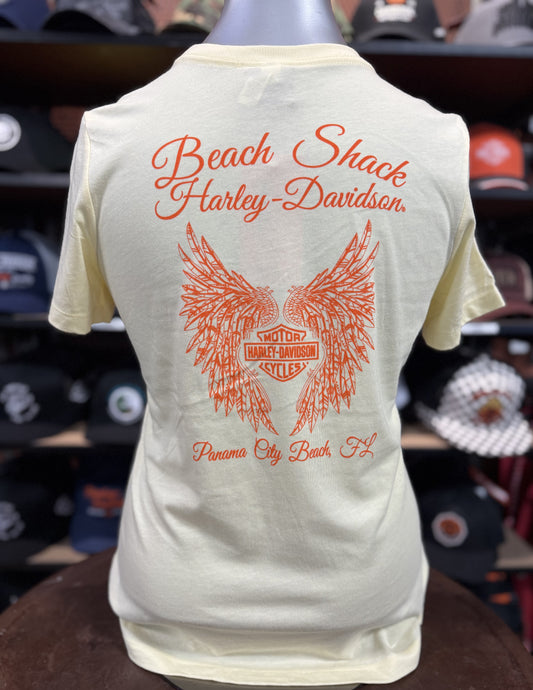 Beach Shack
Harley-Davidson®
MOTOR
HARLEY-DAVIDSON
CYCLES
Panama City Beach, FL